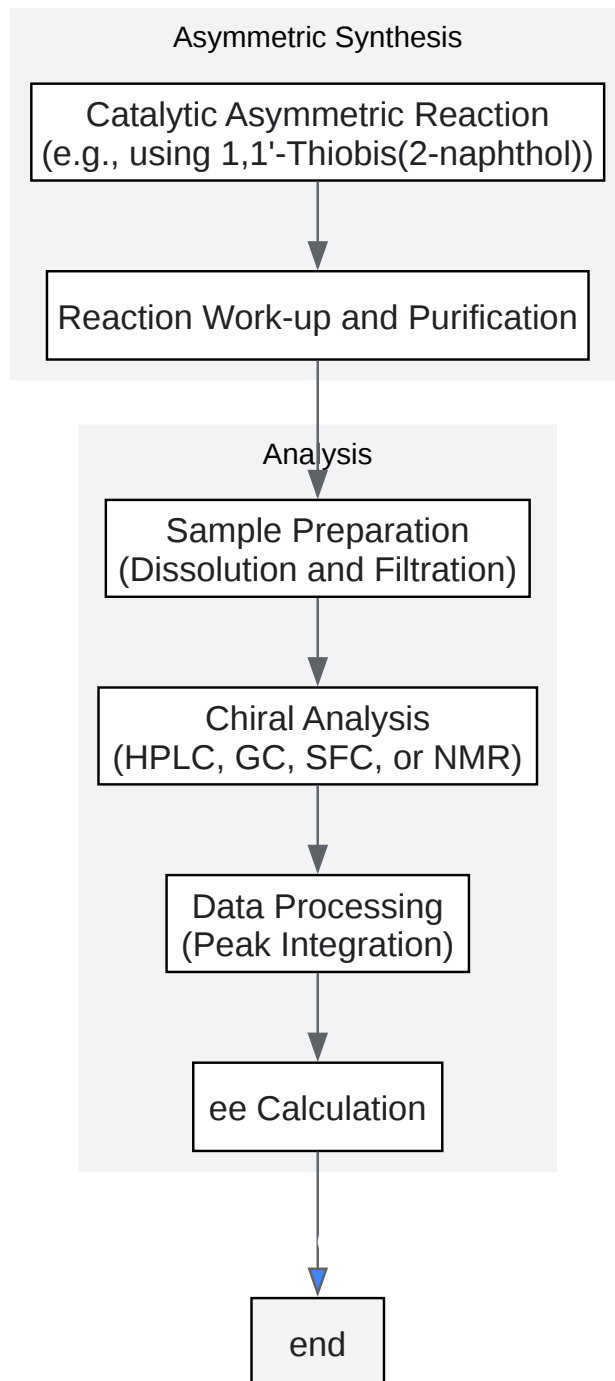 Asymmetric Synthesis
Catalytic Asymmetric Reaction
(e.g., using 1,1'-Thiobis(2-naphthol))
Reaction Work-up and Purification
Analysis
Sample Preparation
(Dissolution and Filtration)
Chiral Analysis
(HPLC, GC, SFC, or NMR)
Data Processing
(Peak Integration)
ee Calculation
end